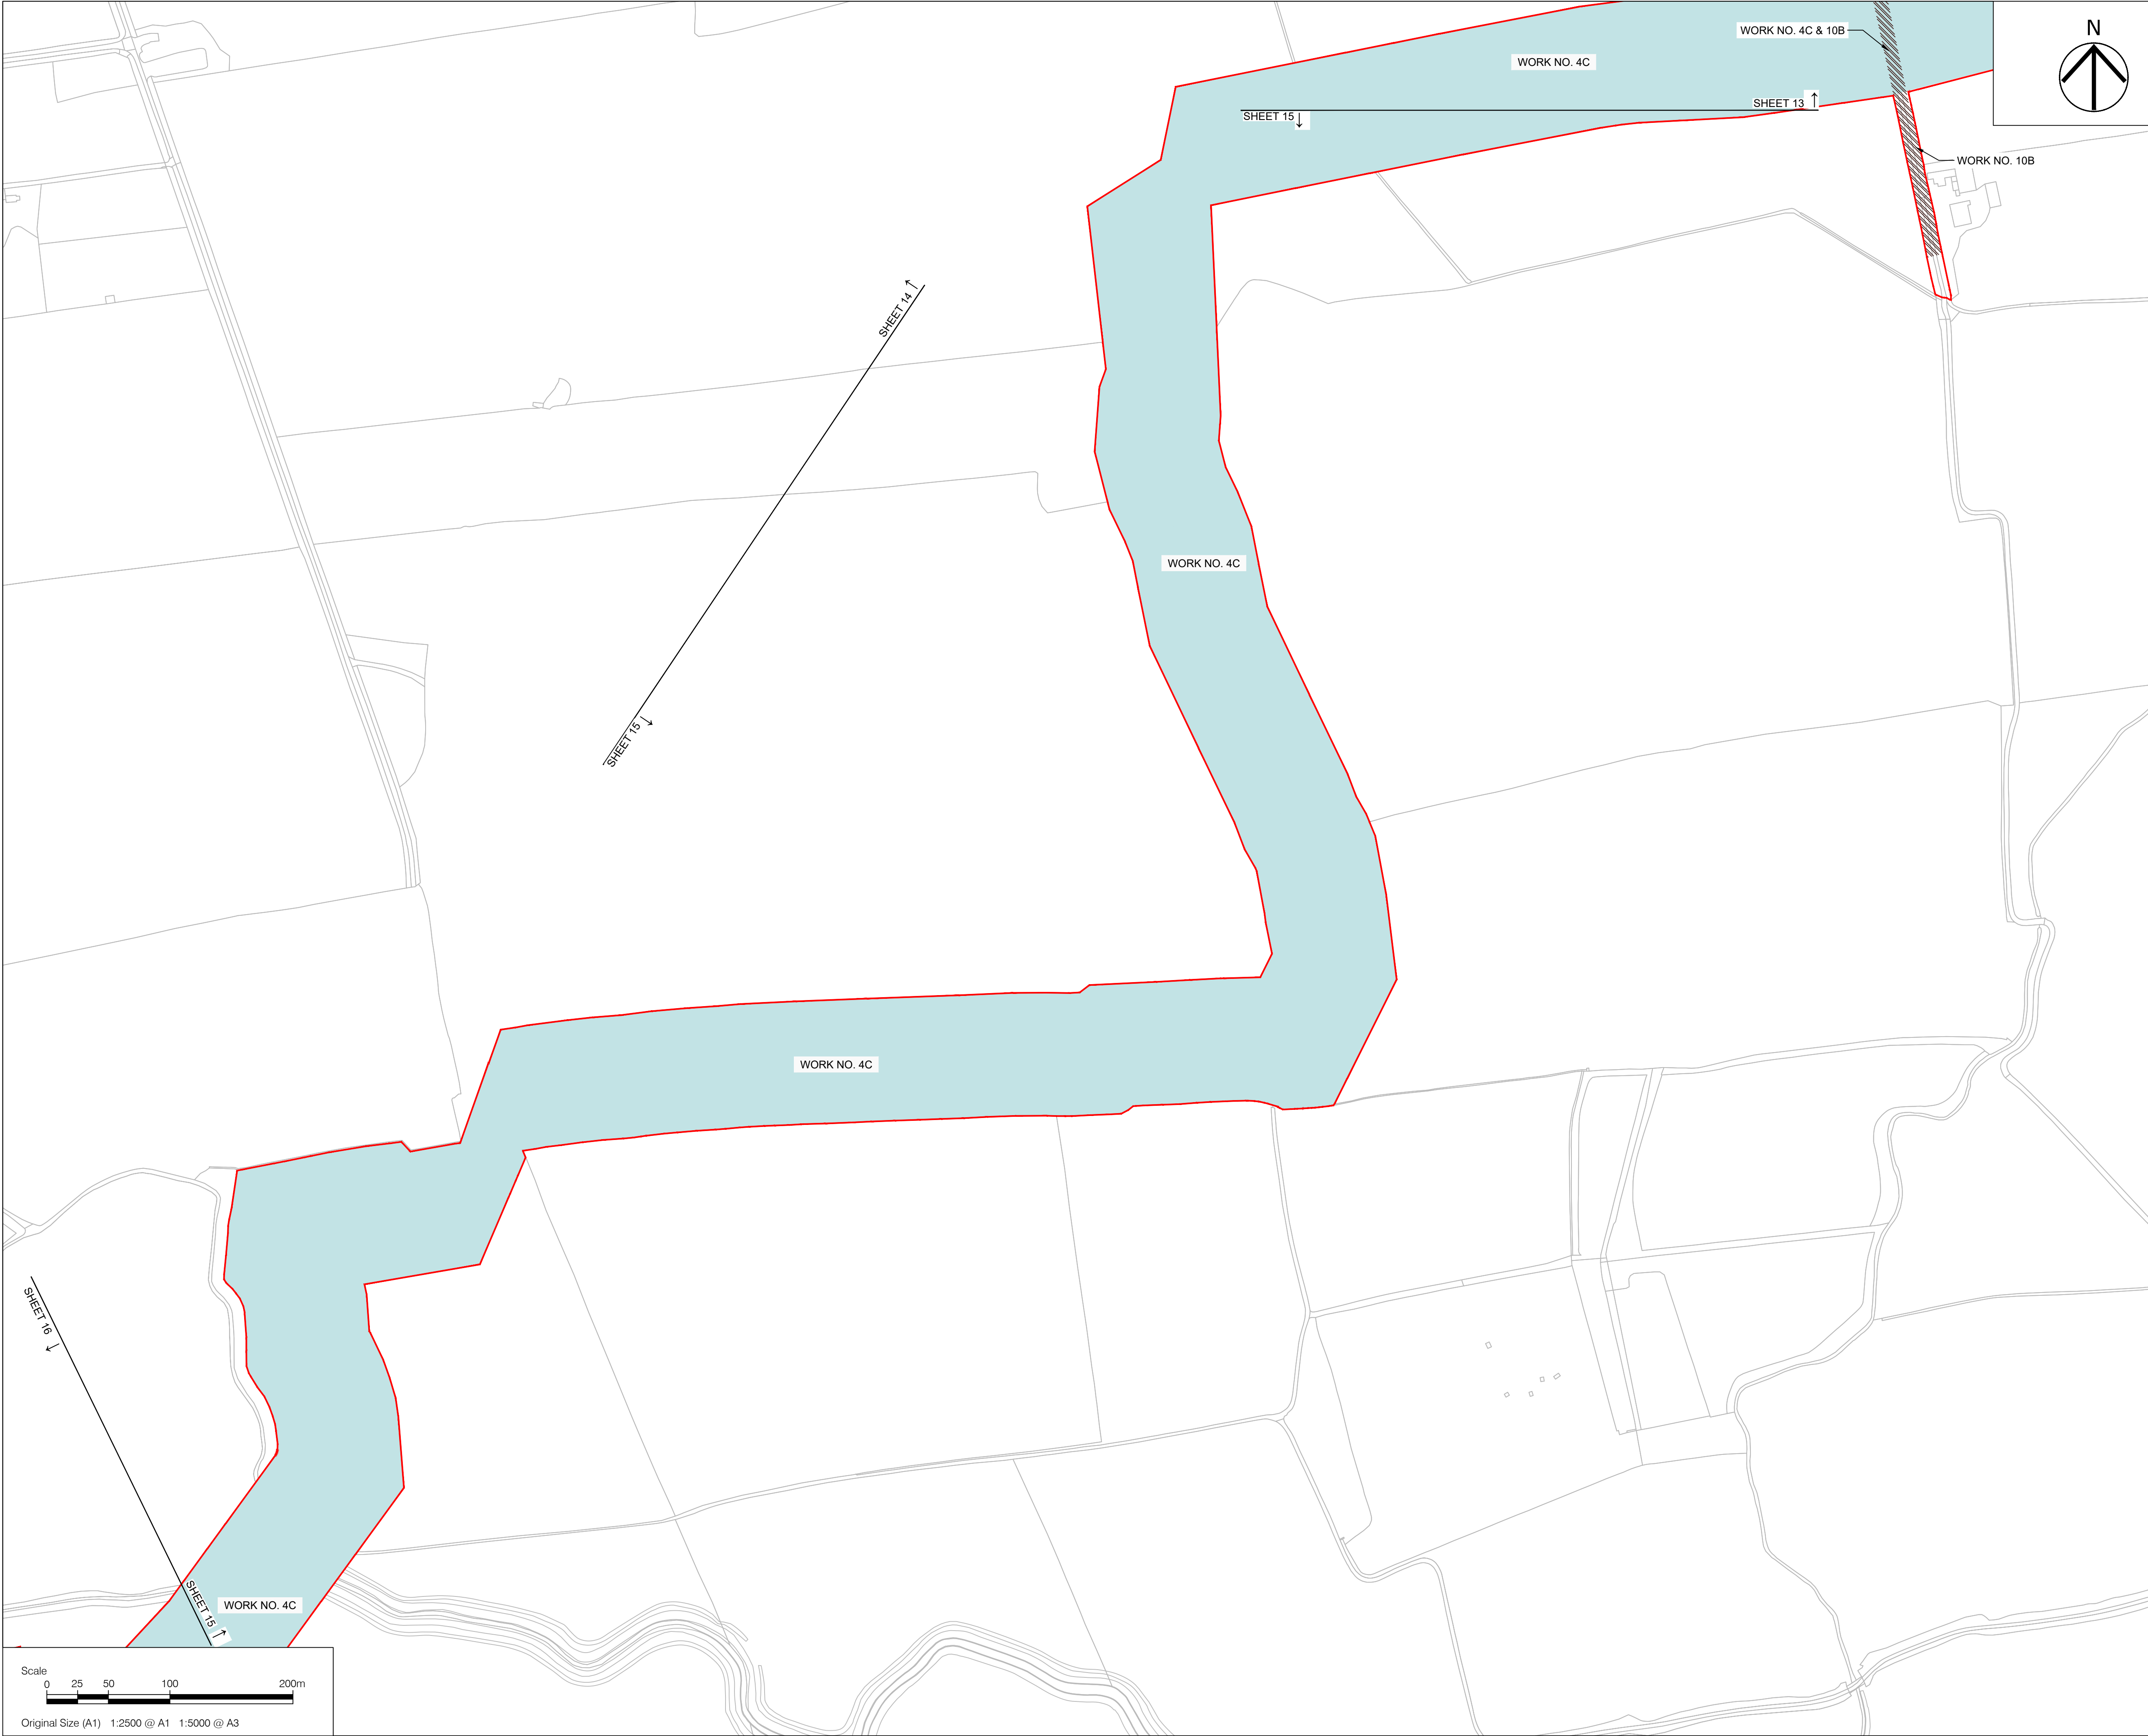 WORK NO. 4C & 10B
N
WORK NO. 4C
SHEET 13
SHEET 15
WORK NO. 10B
SHEET 14
WORK NO. 4C
SHEET 15
WORK NO. 4C
SHEET 16
SHEET 15
WORK NO. 4C
Scale
0 25 50 100 200m
Original Size (A1) 1:2500 @ A1 1:5000 @ A3